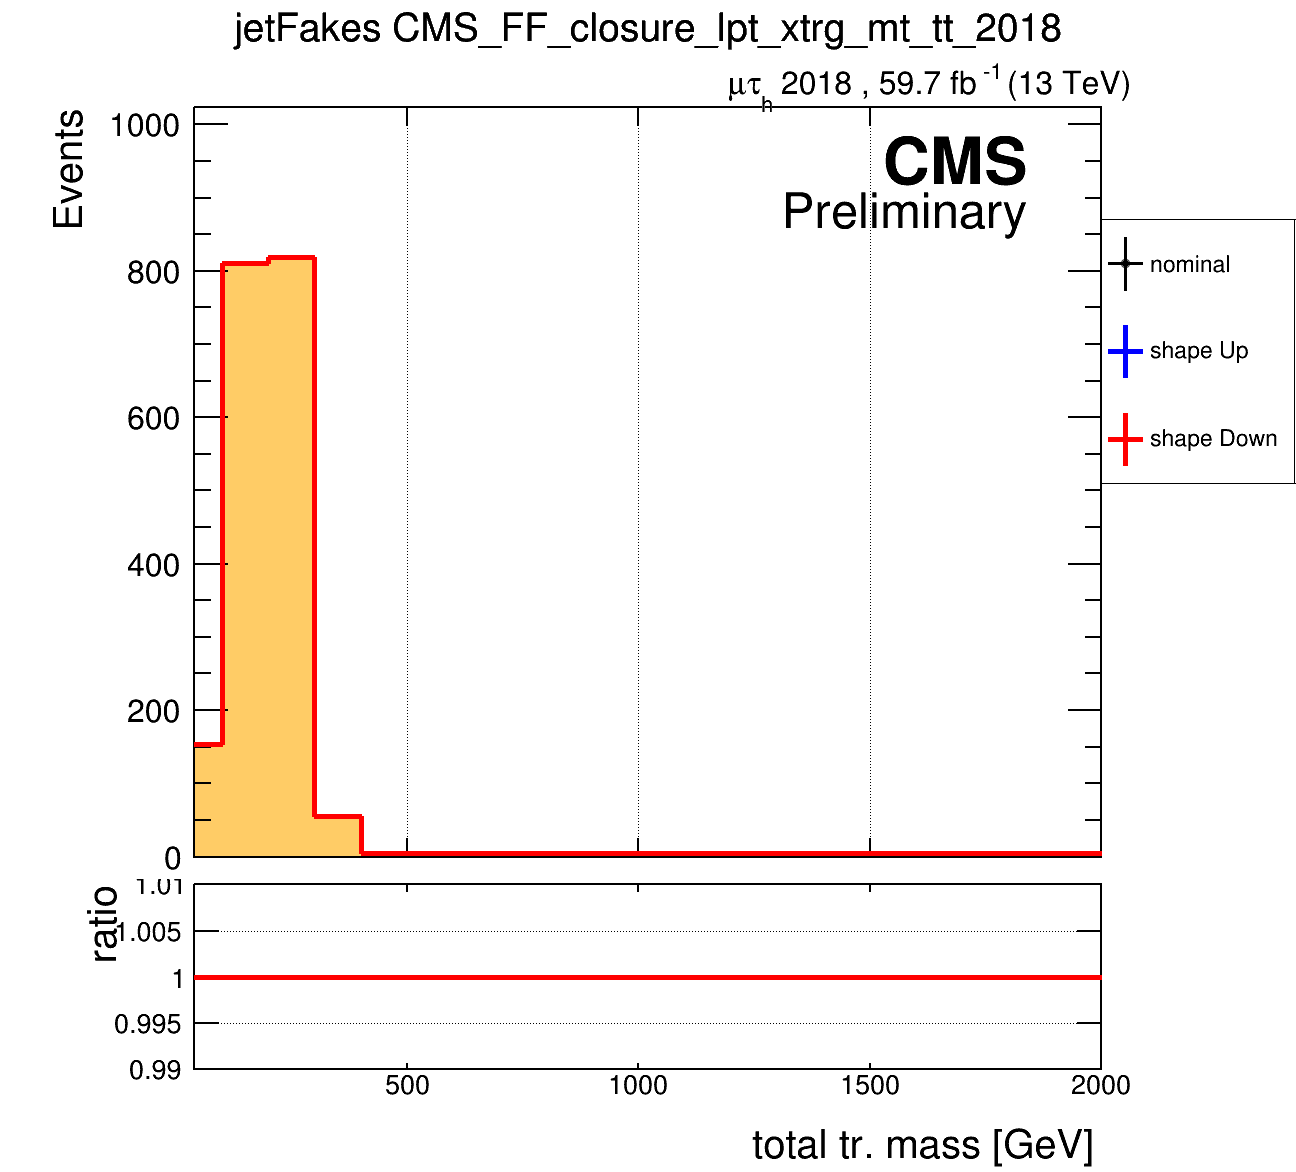 jetFakes CMS_FF_closure_lpt_xtrg_mt_tt_2018
μτh 2018 , 59.7 fb-1 (13 TeV)
Events
1000
800
600
400
200
0
CMS
Preliminary
nominal
shape Up
shape Down
ratio
1.01
1.005
1
0.995
0.99
500 1000 1500 2000
total tr. mass [GeV]